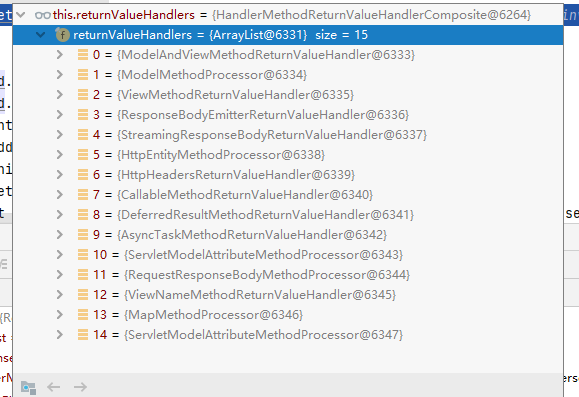 this.returnValueHandlers = {HandlerMethodReturnValueHandlerComposite@6264}
f returnValueHandlers = {ArrayList@6331} size = 15
0 = {ModelAndViewMethodReturnValueHandler@6333}
1 = {ModelMethodProcessor@6334}
2 = {ViewMethodReturnValueHandler@6335}
3 = {ResponseBodyEmitterReturnValueHandler@6336}
4 = {StreamingResponseBodyReturnValueHandler@6337}
5 = {HttpEntityMethodProcessor@6338}
6 = {HttpHeadersReturnValueHandler@6339}
7 = {CallableMethodReturnValueHandler@6340}
8 = {DeferredResultMethodReturnValueHandler@6341}
9 = {AsyncTaskMethodReturnValueHandler@6342}
10 = {ServletModelAttributeMethodProcessor@6343}
11 = {RequestResponseBodyMethodProcessor@6344}
12 = {ViewNameMethodReturnValueHandler@6345}
13 = {MapMethodProcessor@6346}
14 = {ServletModelAttributeMethodProcessor@6347}